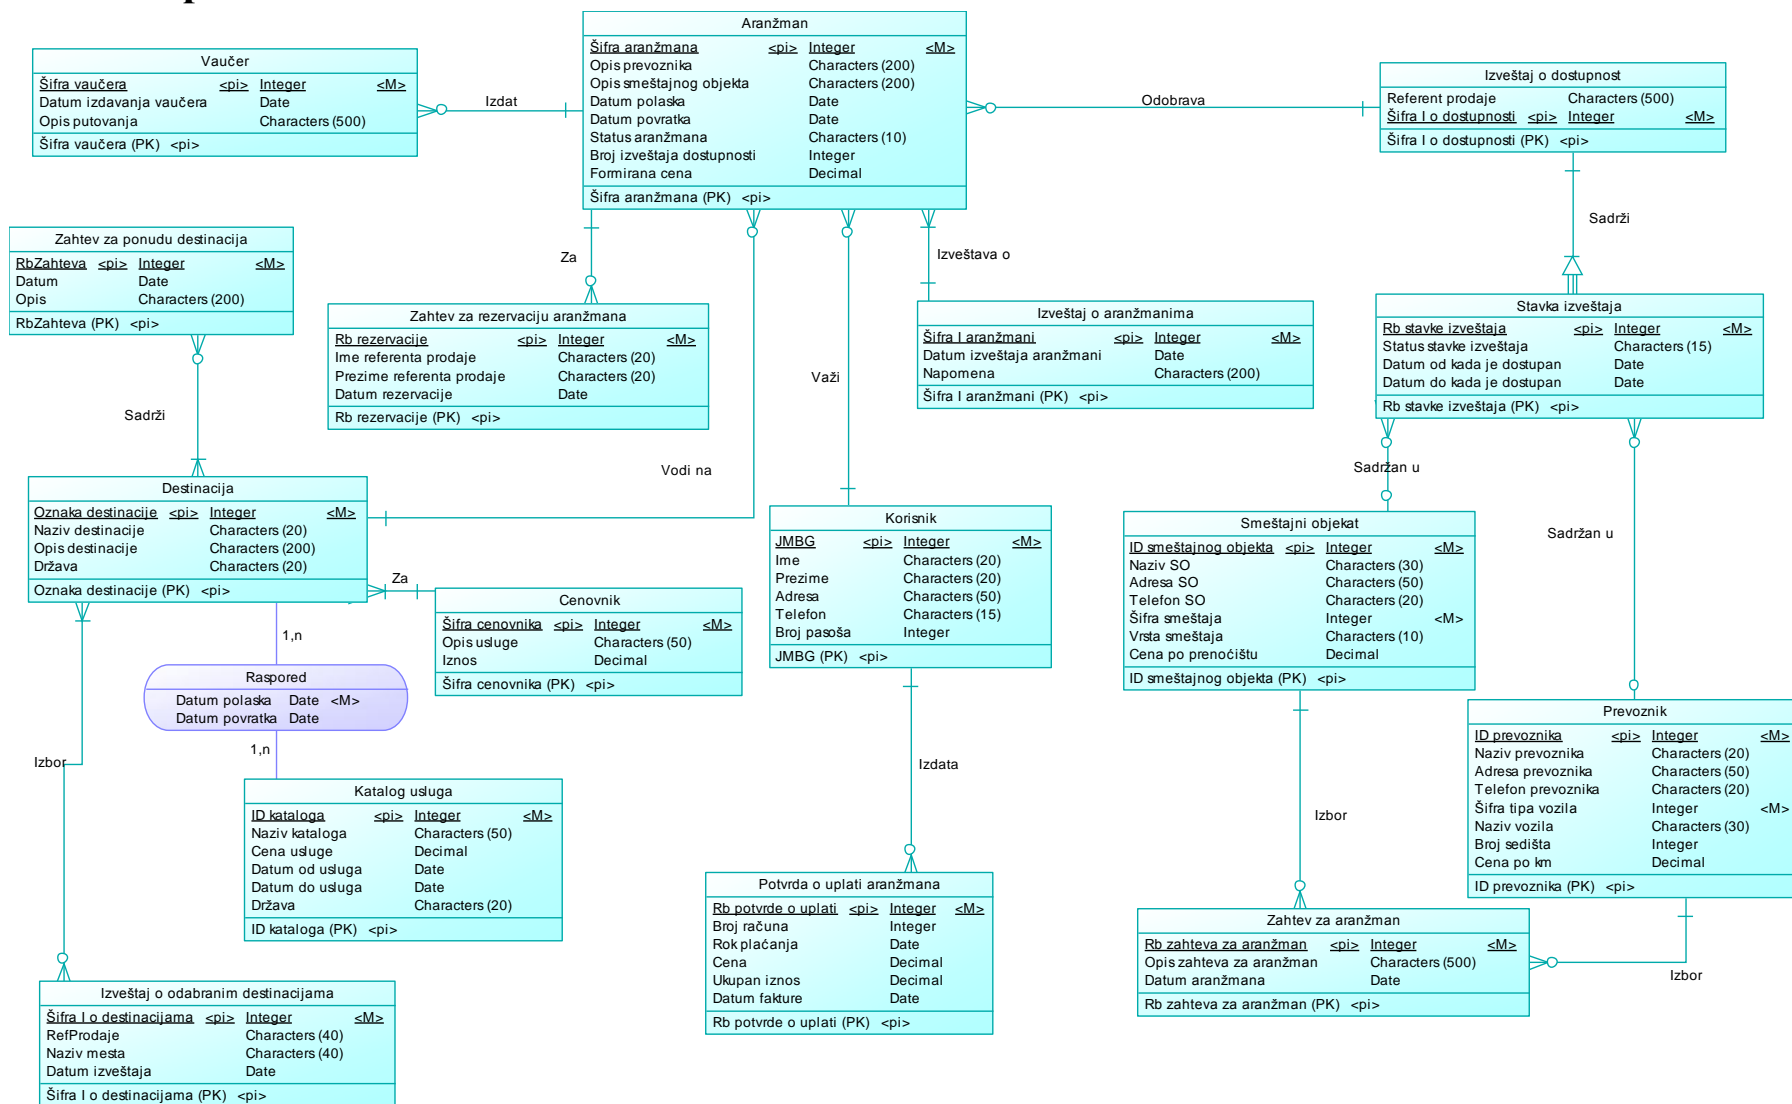 Aranžman
Šifra aranžmana <pi> Integer <M>
Opis prevoznika Characters (200)
Opis smeštajnog objekta Characters (200)
Datum polaska Date
Datum povratka Date
Status aranžmana Characters (10)
Broj izveštaja dostupnosti Integer
Formirana cena Decimal
Šifra aranžmana (PK) <pi>
Vaučer
Šifra vaučera <pi> Integer <M>
Datum izdavanja vaučera Date
Opis putovanja Characters (500)
Šifra vaučera (PK) <pi>
Izdat
Odobrava
Izveštaj o dostupnost
Referent prodaje Characters (500)
Šifra I o dostupnosti <pi> Integer <M>
Šifra I o dostupnosti (PK) <pi>
Sadrži
Zahtev za ponudu destinacija
RbZahteva <pi> Integer <M>
Datum Date
Opis Characters (200)
RbZahteva (PK) <pi>
Za
Izveštava o
Zahtev za rezervaciju aranžmana
Rb rezervacije <pi> Integer <M>
Ime referenta prodaje Characters (20)
Prezime referenta prodaje Characters (20)
Datum rezervacije Date
Rb rezervacije (PK) <pi>
Izveštaj o aranžmanima
Šifra I aranžmani <pi> Integer <M>
Datum izveštaja aranžmani Date
Napomena Characters (200)
Šifra I aranžmani (PK) <pi>
Stavka izveštaja
Rb stavke izveštaja <pi> Integer <M>
Status stavke izveštaja Characters (15)
Datum od kada je dostupan Date
Datum do kada je dostupan Date
Rb stavke izveštaja (PK) <pi>
Važi
Sadrži
Vodi na
Sadržan u
Sadržan u
Destinacija
Oznaka destinacije <pi> Integer <M>
Naziv destinacije Characters (20)
Opis destinacije Characters (200)
Država Characters (20)
Oznaka destinacije (PK) <pi>
Za
Cenovnik
Šifra cenovnika <pi> Integer <M>
Opis usluge Characters (50)
Iznos Decimal
Šifra cenovnika (PK) <pi>
Korisnik
JMBG <pi> Integer <M>
Ime Characters (20)
Prezime Characters (20)
Adresa Characters (50)
Telefon Characters (15)
Broj pasoša Integer
JMBG (PK) <pi>
Smeštajni objekat
ID smeštajnog objekta <pi> Integer <M>
Naziv SO Characters (30)
Adresa SO Characters (50)
Telefon SO Characters (20)
Šifra smeštaja Integer <M>
Vrsta smeštaja Characters (10)
Cena po prenoćištu Decimal
ID smeštajnog objekta (PK) <pi>
1,n
Raspored
Datum polaska Date <M>
Datum povratka Date
1,n
Izbor
Izdata
Izbor
Prevoznik
ID prevoznika <pi> Integer <M>
Naziv prevoznika Characters (20)
Adresa prevoznika Characters (50)
Telefon prevoznika Characters (20)
Šifra tipa vozila Integer <M>
Naziv vozila Characters (30)
Broj sedišta Integer
Cena po km Decimal
ID prevoznika (PK) <pi>
Katalog usluga
ID kataloga <pi> Integer <M>
Naziv kataloga Characters (50)
Cena usluge Decimal
Datum od usluga Date
Datum do usluga Date
Država Characters (20)
ID kataloga (PK) <pi>
Potvrda o uplati aranžmana
Rb potvrde o uplati <pi> Integer <M>
Broj računa Integer
Rok plaćanja Date
Cena Decimal
Ukupan iznos Decimal
Datum fakture Date
Rb potvrde o uplati (PK) <pi>
Zahtev za aranžman
Rb zahteva za aranžman <pi> Integer <M>
Opis zahteva za aranžman Characters (500)
Datum aranžmana Date
Rb zahteva za aranžman (PK) <pi>
Izbor
Izveštaj o odabranim destinacijama
Šifra I o destinacijama <pi> Integer <M>
RefProdaje Characters (40)
Naziv mesta Characters (40)
Datum izveštaja Date
Šifra I o destinacijama (PK) <pi>